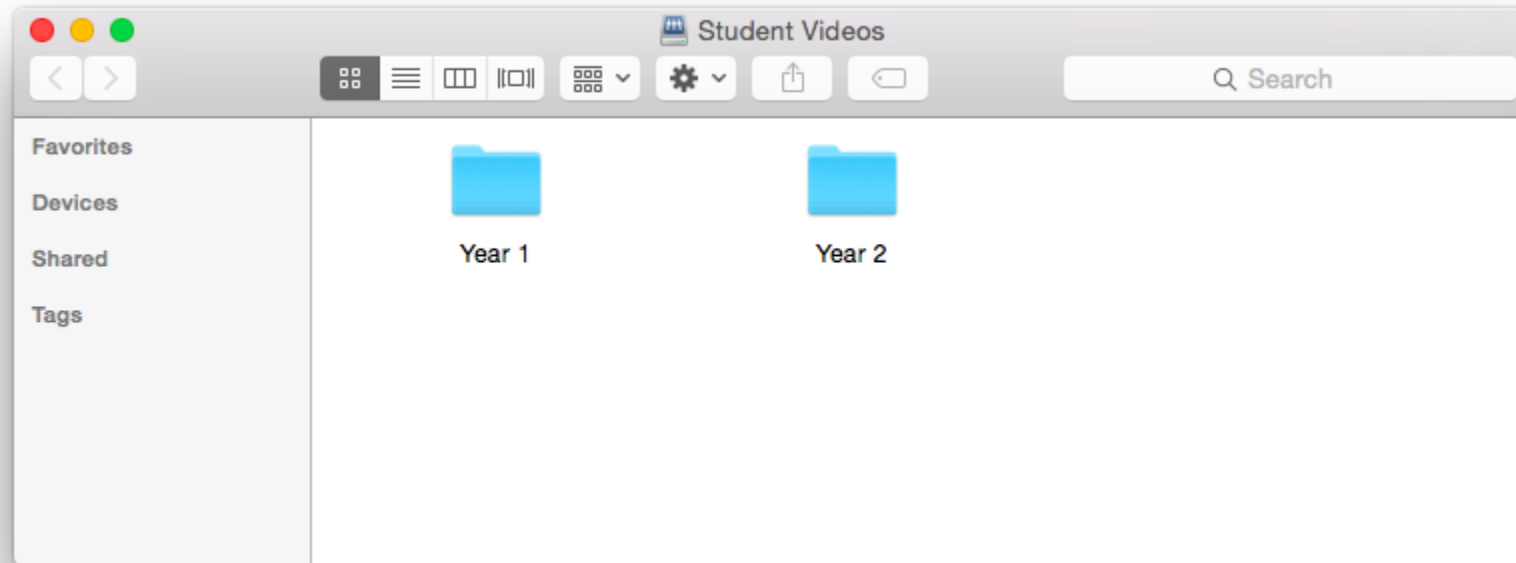 Student Videos
Search
Favorites
Devices
Shared
Tags
Year 1
Year 2